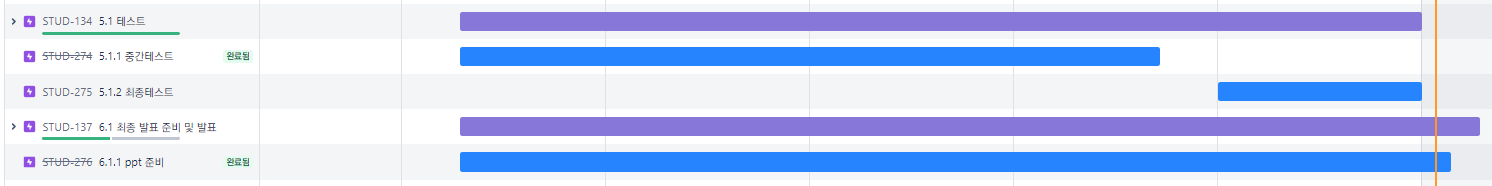 STUD-134 5.1 테스트
STUD-274 5.1.1 중간테스트 완료됨
STUD-275 5.1.2 최종테스트
STUD-137 6.1 최종 발표 준비 및 발표
STUD-276 6.1.1 ppt 준비 완료됨